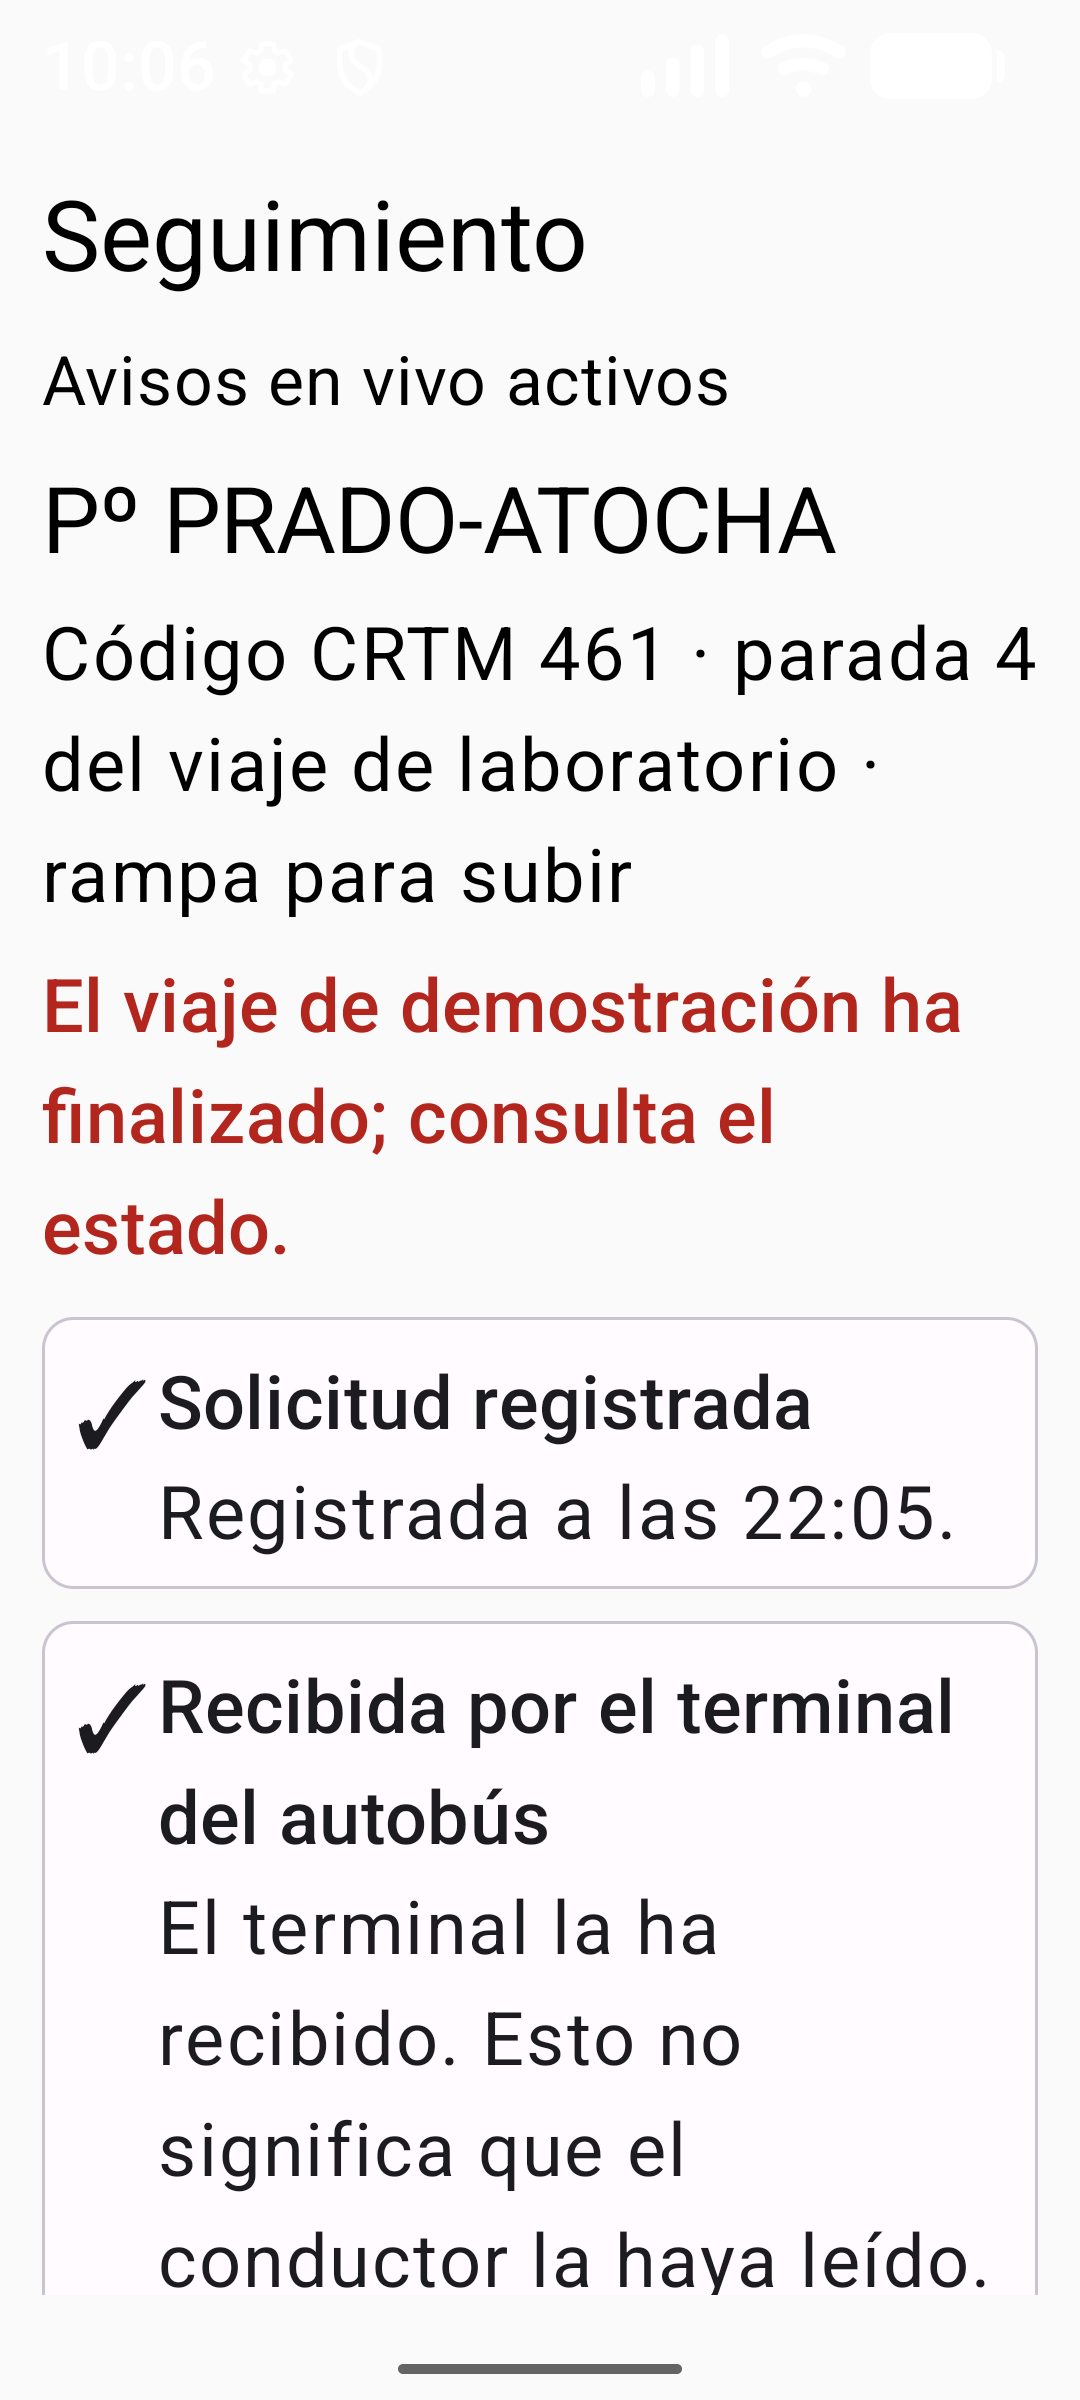 10:06
Seguimiento
Avisos en vivo activos
Pº PRADO-ATOCHA
Código CRTM 461 · parada 4
del viaje de laboratorio ·
rampa para subir
El viaje de demostración ha
finalizado; consulta el
estado.
✓ Solicitud registrada
Registrada a las 22:05.
✓ Recibida por el terminal
del autobús
El terminal la ha
recibido. Esto no
significa que el
conductor la haya leído.